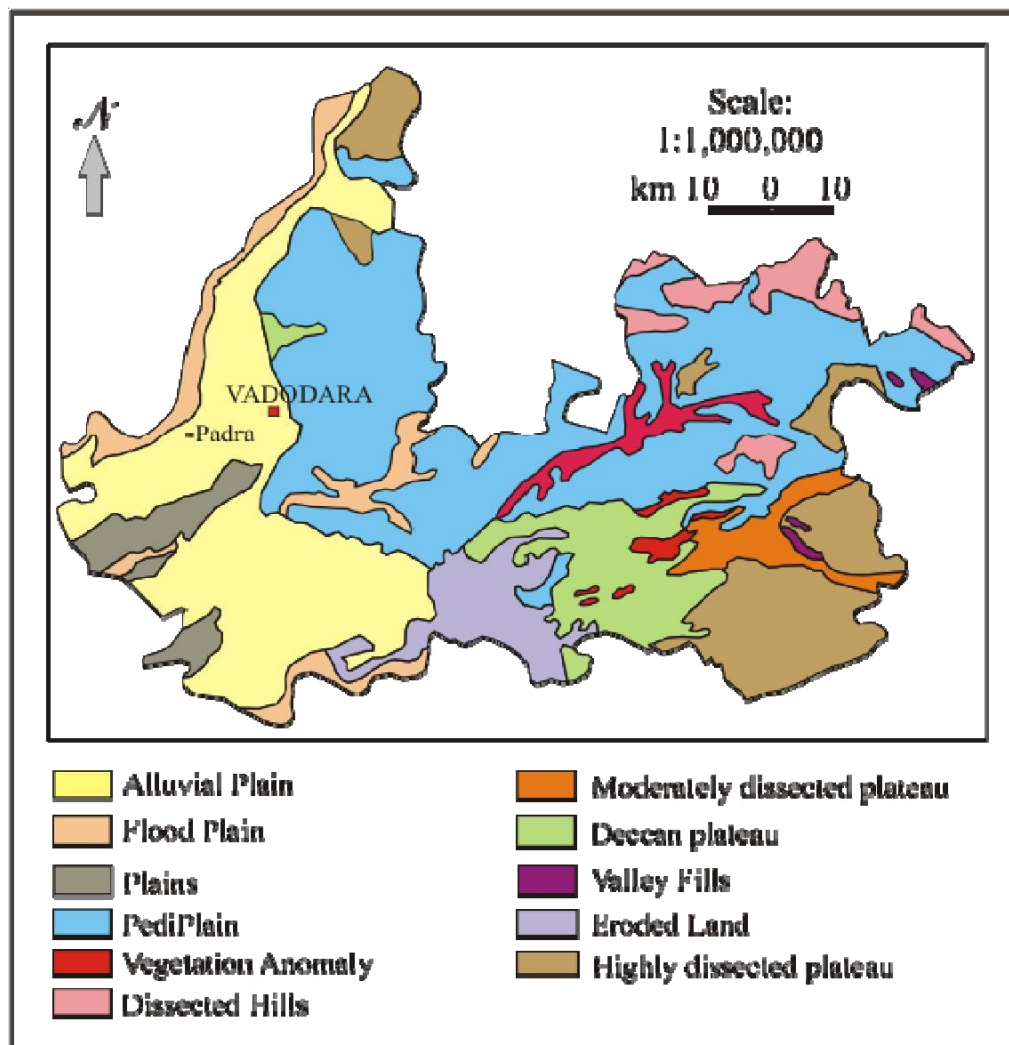 N
Scale:
1:1,000,000
km 10 0 10
VADODARA
Padra
Alluvial Plain
Flood Plain
Plains
PediPlain
Vegetation Anomaly
Dissected Hills
Moderately dissected plateau
Deccan plateau
Valley Fills
Eroded Land
Highly dissected plateau